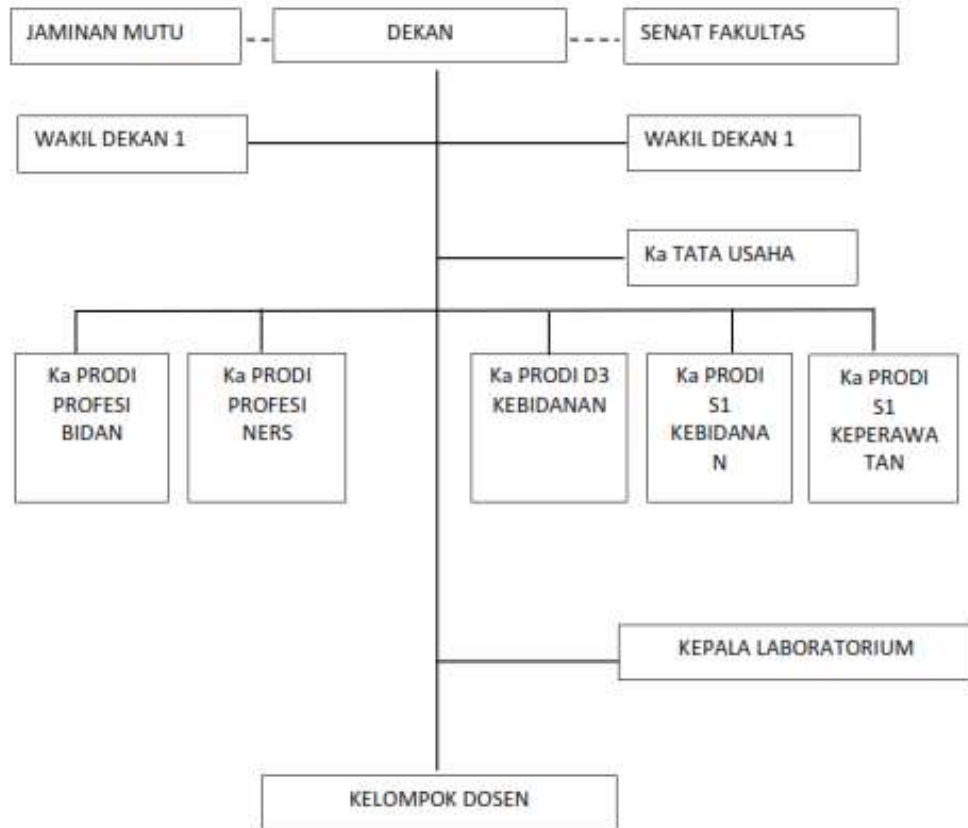 JAMINAN MUTU
DEKAN
SENAT FAKULTAS
WAKIL DEKAN 1
WAKIL DEKAN 1
Ka TATA USAHA
Ka PRODI
PROFESI
BIDAN
Ka PRODI
PROFESI
NERS
Ka PRODI D3
KEBIDANAN
Ka PRODI
S1
KEBIDANA
N
Ka PRODI
S1
KEPERAWA
TAN
KEPALA LABORATORIUM
KELOMPOK DOSEN